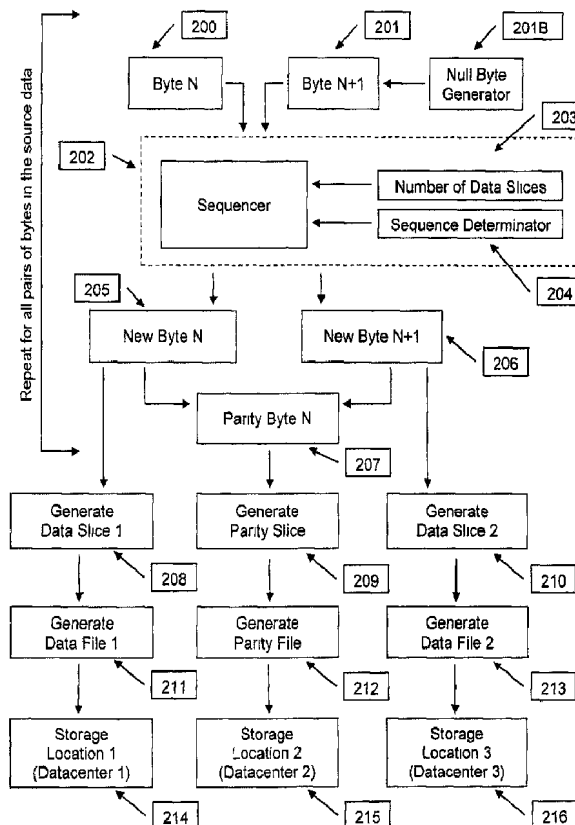 200
201
201B
Byte N
Byte N+1
Null Byte
Generator
203
202
Sequencer
Number of Data Slices
Sequence Determinator
204
205
New Byte N
New Byte N+1
206
Parity Byte N
207
Repeat for all pairs of bytes in the source data
Generate
Data Slice 1
Generate
Parity Slice
Generate
Data Slice 2
208
209
210
Generate
Data File 1
Generate
Parity File
Generate
Data File 2
211
212
213
Storage
Location 1
(Datacenter 1)
Storage
Location 2
(Datacenter 2)
Storage
Location 3
(Datacenter 3)
214
215
216